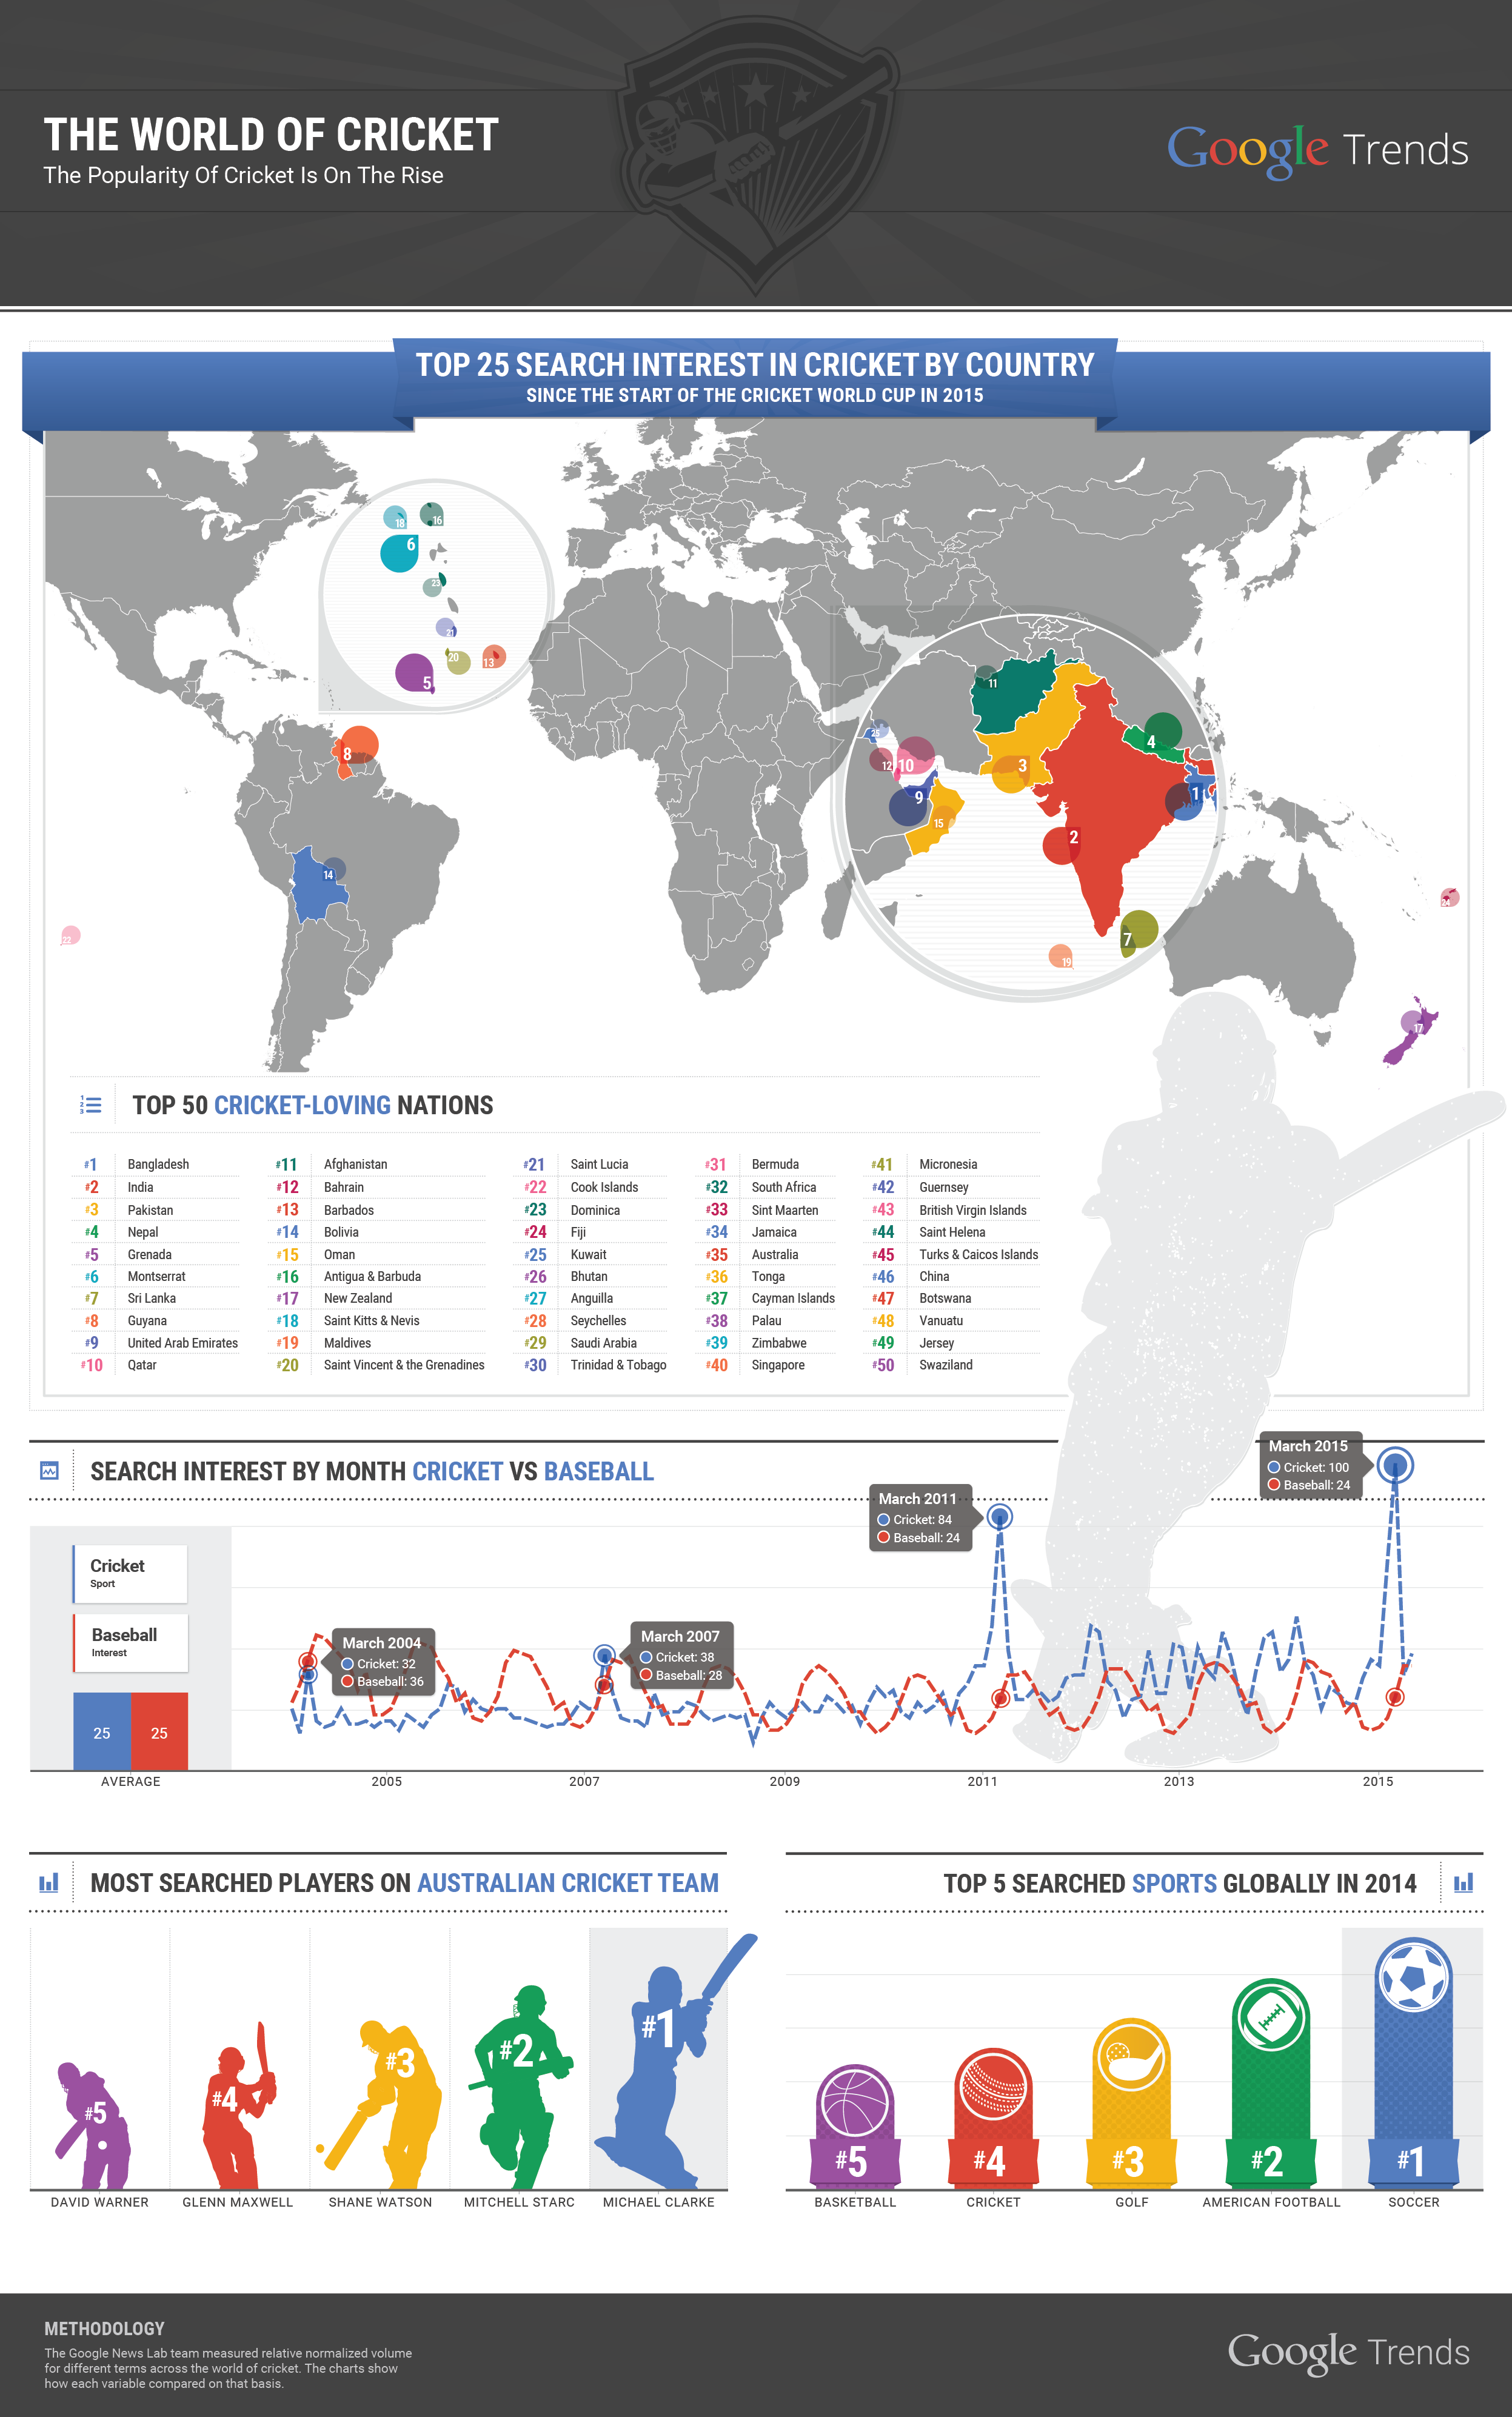 THE WORLD OF CRICKET
The Popularity Of Cricket Is On The Rise
Google Trends
TOP 25 SEARCH INTEREST IN CRICKET BY COUNTRY
SINCE THE START OF THE CRICKET WORLD CUP IN 2015
18
16
6
23
21
20
13
5
8
14
22
11
25
12
10
9
15
3
4
1
2
7
19
24
17
TOP 50 CRICKET-LOVING NATIONS
#1 Bangladesh
#2 India
#3 Pakistan
#4 Nepal
#5 Grenada
#6 Montserrat
#7 Sri Lanka
#8 Guyana
#9 United Arab Emirates
#10 Qatar
#11 Afghanistan
#12 Bahrain
#13 Barbados
#14 Bolivia
#15 Oman
#16 Antigua & Barbuda
#17 New Zealand
#18 Saint Kitts & Nevis
#19 Maldives
#20 Saint Vincent & the Grenadines
#21 Saint Lucia
#22 Cook Islands
#23 Dominica
#24 Fiji
#25 Kuwait
#26 Bhutan
#27 Anguilla
#28 Seychelles
#29 Saudi Arabia
#30 Trinidad & Tobago
#31 Bermuda
#32 South Africa
#33 Sint Maarten
#34 Jamaica
#35 Australia
#36 Tonga
#37 Cayman Islands
#38 Palau
#39 Zimbabwe
#40 Singapore
#41 Micronesia
#42 Guernsey
#43 British Virgin Islands
#44 Saint Helena
#45 Turks & Caicos Islands
#46 China
#47 Botswana
#48 Vanuatu
#49 Jersey
#50 Swaziland
SEARCH INTEREST BY MONTH CRICKET VS BASEBALL
Cricket
Sport
Baseball
Interest
25 25
March 2004
Cricket: 32
Baseball: 36
March 2007
Cricket: 38
Baseball: 28
March 2011
Cricket: 84
Baseball: 24
March 2015
Cricket: 100
Baseball: 24
AVERAGE 2005 2007 2009 2011 2013 2015
MOST SEARCHED PLAYERS ON AUSTRALIAN CRICKET TEAM
#5 #4 #3 #2 #1
DAVID WARNER GLENN MAXWELL SHANE WATSON MITCHELL STARC MICHAEL CLARKE
TOP 5 SEARCHED SPORTS GLOBALLY IN 2014
#5 #4 #3 #2 #1
BASKETBALL CRICKET GOLF AMERICAN FOOTBALL SOCCER
METHODOLOGY
The Google News Lab team measured relative normalized volume
for different terms across the world of cricket. The charts show
how each variable compared on that basis.
Google Trends